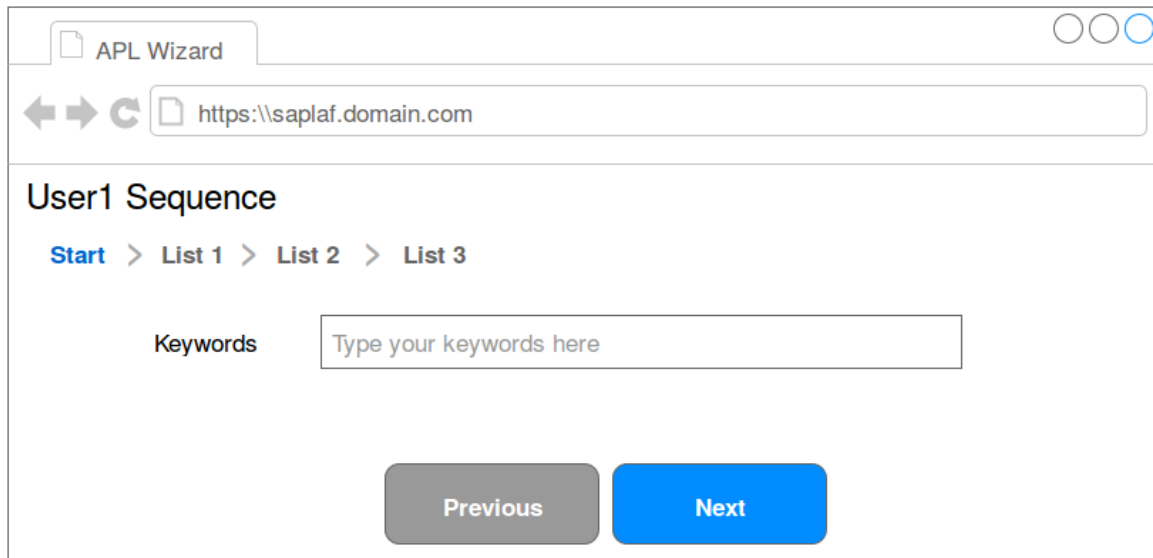 APL Wizard
https:\\saplaf.domain.com
User1 Sequence
Start > List 1 > List 2 > List 3
Keywords Type your keywords here
Previous Next